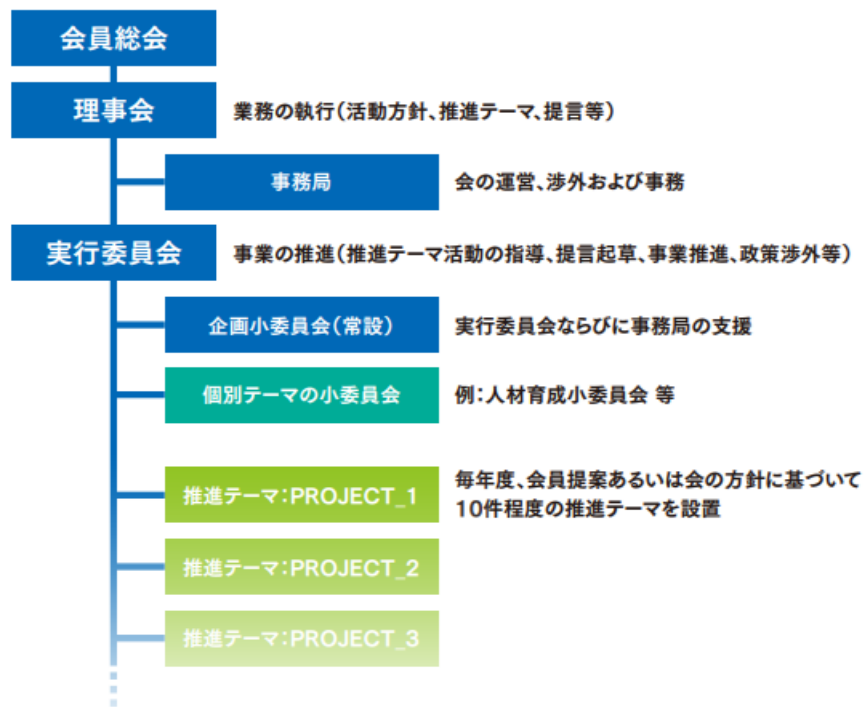 会員総会
理事会
業務の執行(活動方針、推進テーマ、提言等)
事務局
会の運営、渉外および事務
実行委員会
事業の推進(推進テーマ活動の指導、提言起草、事業推進、政策渉外等)
企画小委員会(常設)
実行委員会ならびに事務局の支援
個別テーマの小委員会
例:人材育成小委員会 等
推進テーマ:PROJECT_1
毎年度、会員提案あるいは会の方針に基づいて
10件程度の推進テーマを設置
推進テーマ:PROJECT_2
推進テーマ:PROJECT_3